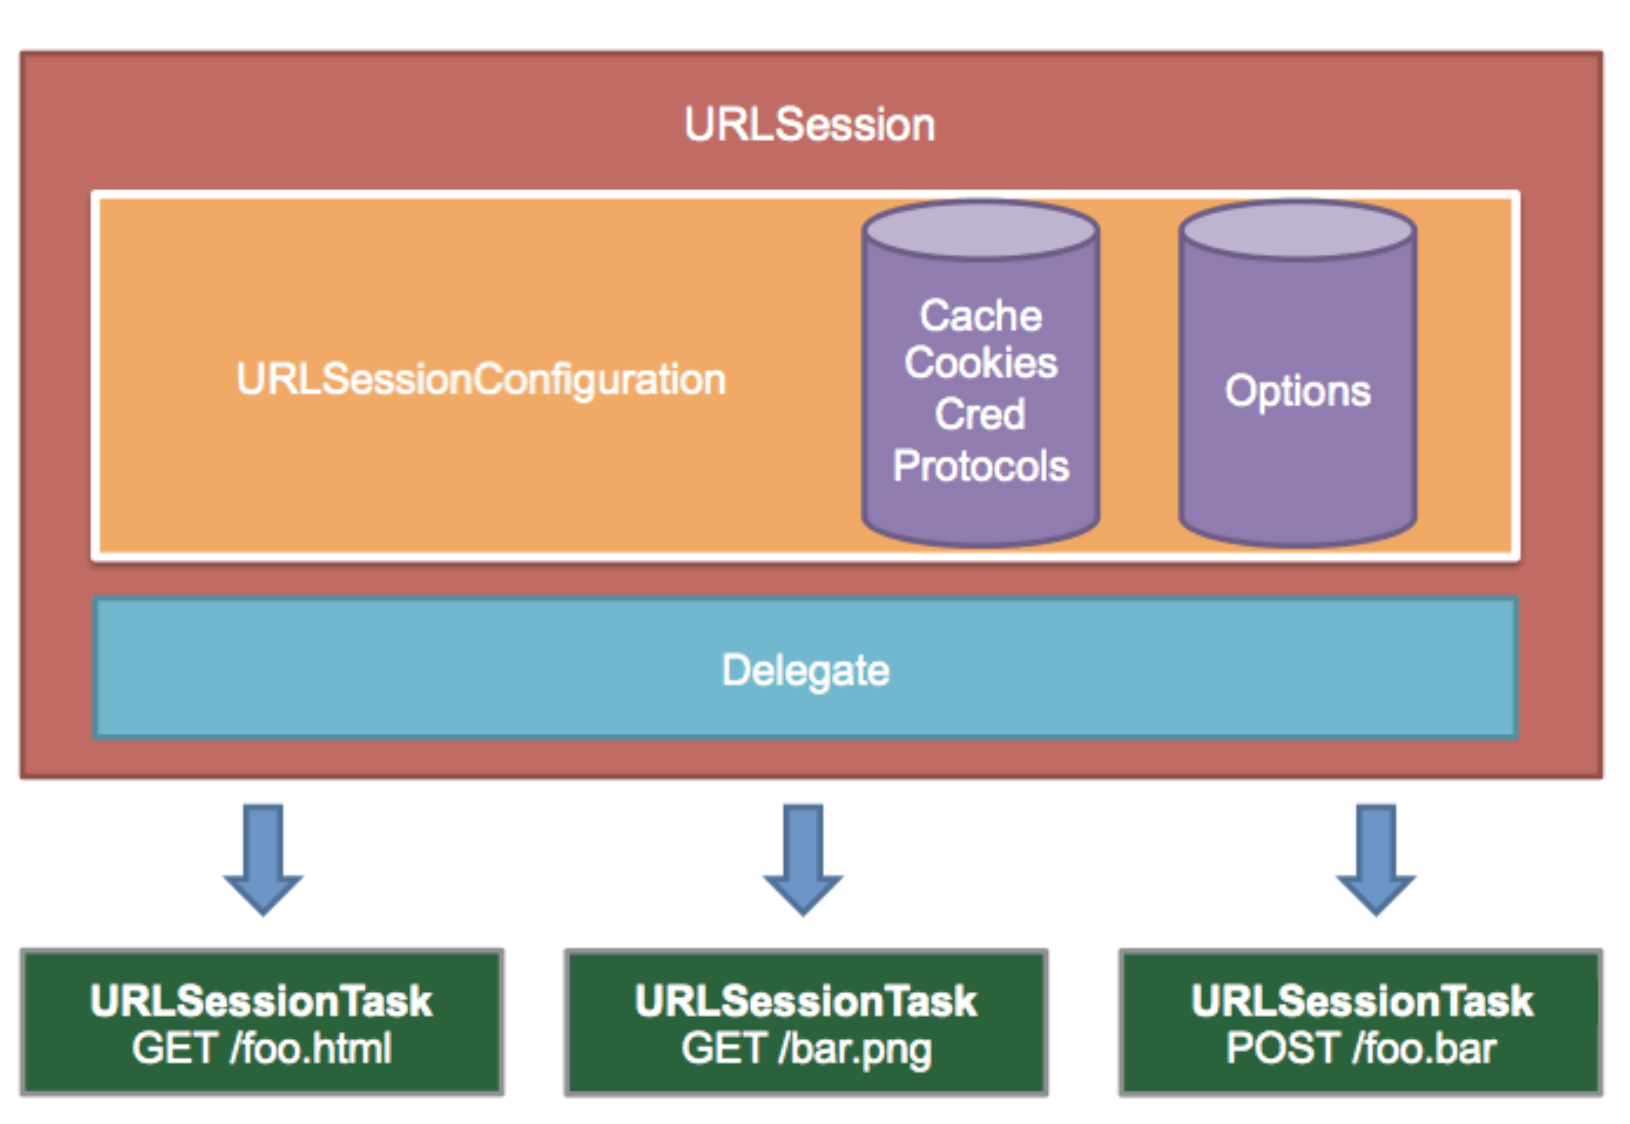 URLSession
URLSessionConfiguration
Cache
Cookies
Cred
Protocols
Options
Delegate
URLSessionTask
GET /foo.html
URLSessionTask
GET /bar.png
URLSessionTask
POST /foo.bar